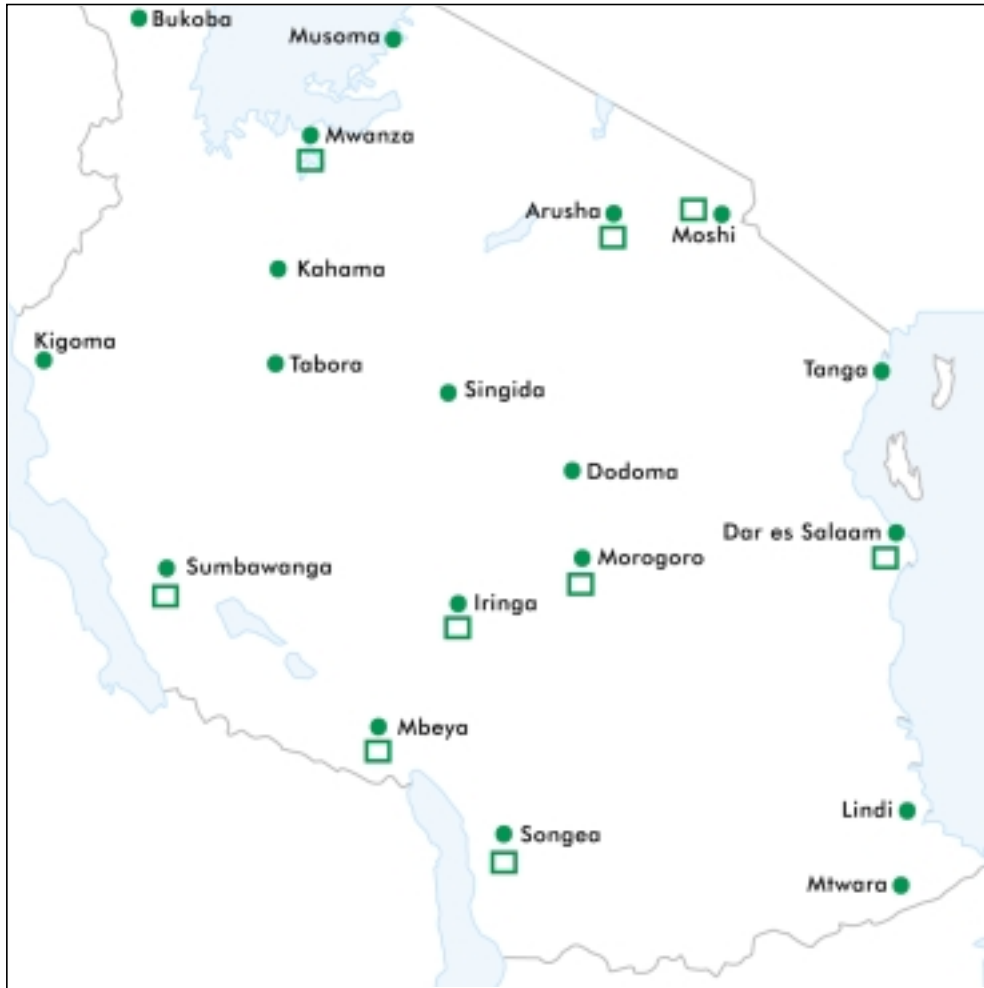 Bukoba
Musoma
Mwanza
Arusha
Moshi
Kahama
Kigoma
Tabora
Tanga
Singida
Dodoma
Dar es Salaam
Morogoro
Sumbawanga
Iringa
Mbeya
Lindi
Songea
Mtwara